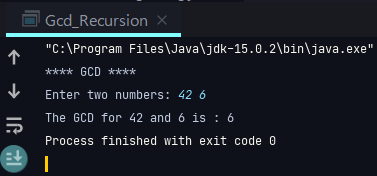 Gcd_Recursion
"C:\Program Files\Java\jdk-15.0.2\bin\java.exe"
**** GCD ****
Enter two numbers: 42 6
The GCD for 42 and 6 is : 6
Process finished with exit code 0